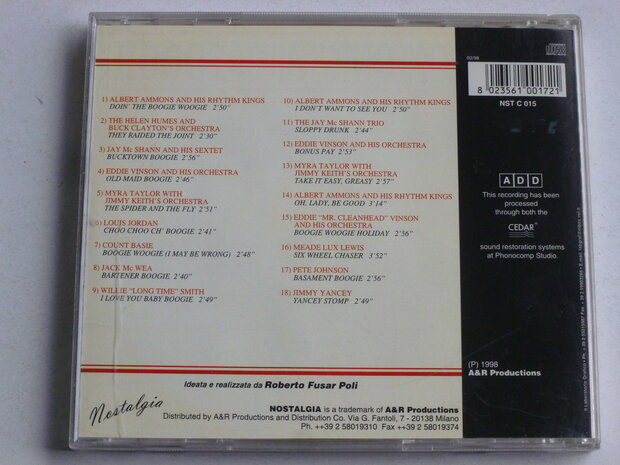 1) ALBERT AMMONS AND HIS RHYTHM KINGS
DOIN' THE BOOGIE WOOGIE 2'50"
2) THE HELEN HUMES AND
BUCK CLAYTON'S ORCHESTRA
THEY RAIDED THE JOINT 2'30"
3) JAY Mc SHANN AND HIS SEXTET
BUCKTOWN BOOGIE 2'56"
4) EDDIE VINSON AND HIS ORCHESTRA
OLD MAID BOOGIE 2'46"
5) MYRA TAYLOR WITH
JIMMY KEITH'S ORCHESTRA
THE SPIDER AND THE FLY 2'51"
6) LOUIS JORDAN
CHOO CHOO CH' BOOGIE 2'41"
7) COUNT BASIE
BOOGIE WOOGIE (I MAY BE WRONG) 2'48"
8) JACK Mc WEA
BARTENER BOOGIE 2'40"
9) WILLIE "LONG TIME" SMITH
I LOVE YOU BABY BOOGIE 2'49"
10) ALBERT AMMONS AND HIS RHYTHM KINGS
I DON'T WANT TO SEE YOU 2'50"
11) THE JAY Mc SHANN TRIO
SLOPPY DRUNK 2'44"
12) EDDIE VINSON AND HIS ORCHESTRA
BONUS PAY 2'53"
13) MYRA TAYLOR WITH
JIMMY KEITH'S ORCHESTRA
TAKE IT EASY, GREASY 2'57"
14) ALBERT AMMONS AND HIS RHYTHM KINGS
OH, LADY, BE GOOD 3'14"
15) EDDIE "MR. CLEANHEAD" VINSON
AND HIS ORCHESTRA
BOOGIE WOOGIE HOLIDAY 2'56"
16) MEADE LUX LEWIS
SIX WHEEL CHASER 3'52"
17) PETE JOHNSON
BASAMENT BOOGIE 2'56"
18) JIMMY YANCEY
YANCEY STOMP 2'49"
Ideata e realizzata da Roberto Fusar Poli
Nostalgia
NOSTALGIA is a trademark of A&R Productions
Distributed by A&R Productions and Distribution Co. Via G. Fantoli, 7 - 20138 Milano
Ph. ++39 2 58019310 Fax ++39 2 58019374
02/98
8 023561 001721
NST C 015
A D D
This recording has been
processed
through both the
CEDAR
sound restoration systems
at Phonocomp Studio.
(P) 1998
A&R Productions